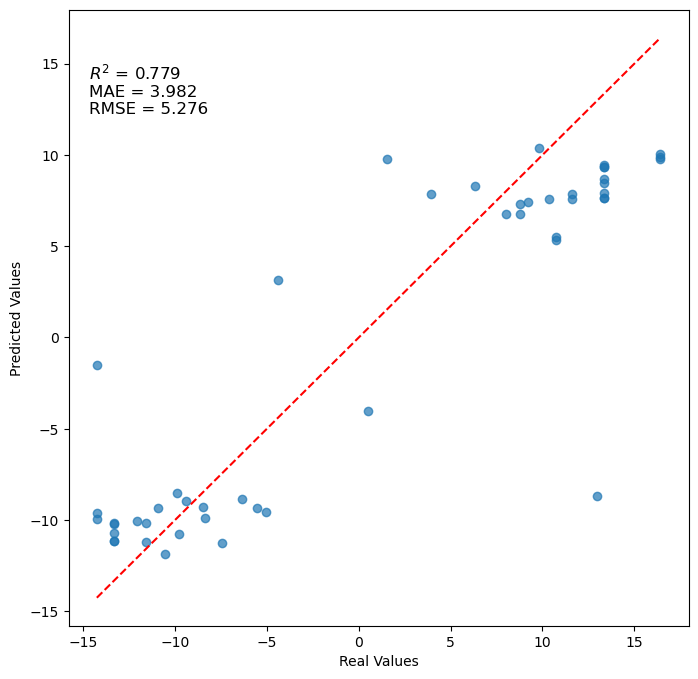 R² = 0.779
MAE = 3.982
RMSE = 5.276
15
10
5
0
−5
−10
−15
Predicted Values
−15 −10 −5 0 5 10 15
Real Values